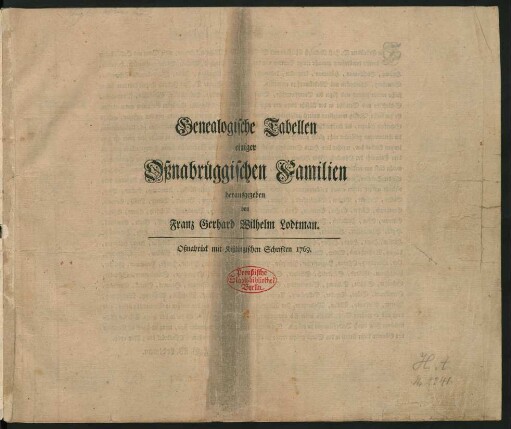 Genealogische Tabellen
einiger
Oßnabrüggischen Familien
herausgegeben
von
Franz Gerhard Wilhelm Lodtman.
Oßnabrück mit Kißlingischen Schriften 1769.
Preußische
Staatsbibliothek
Berlin
H. A